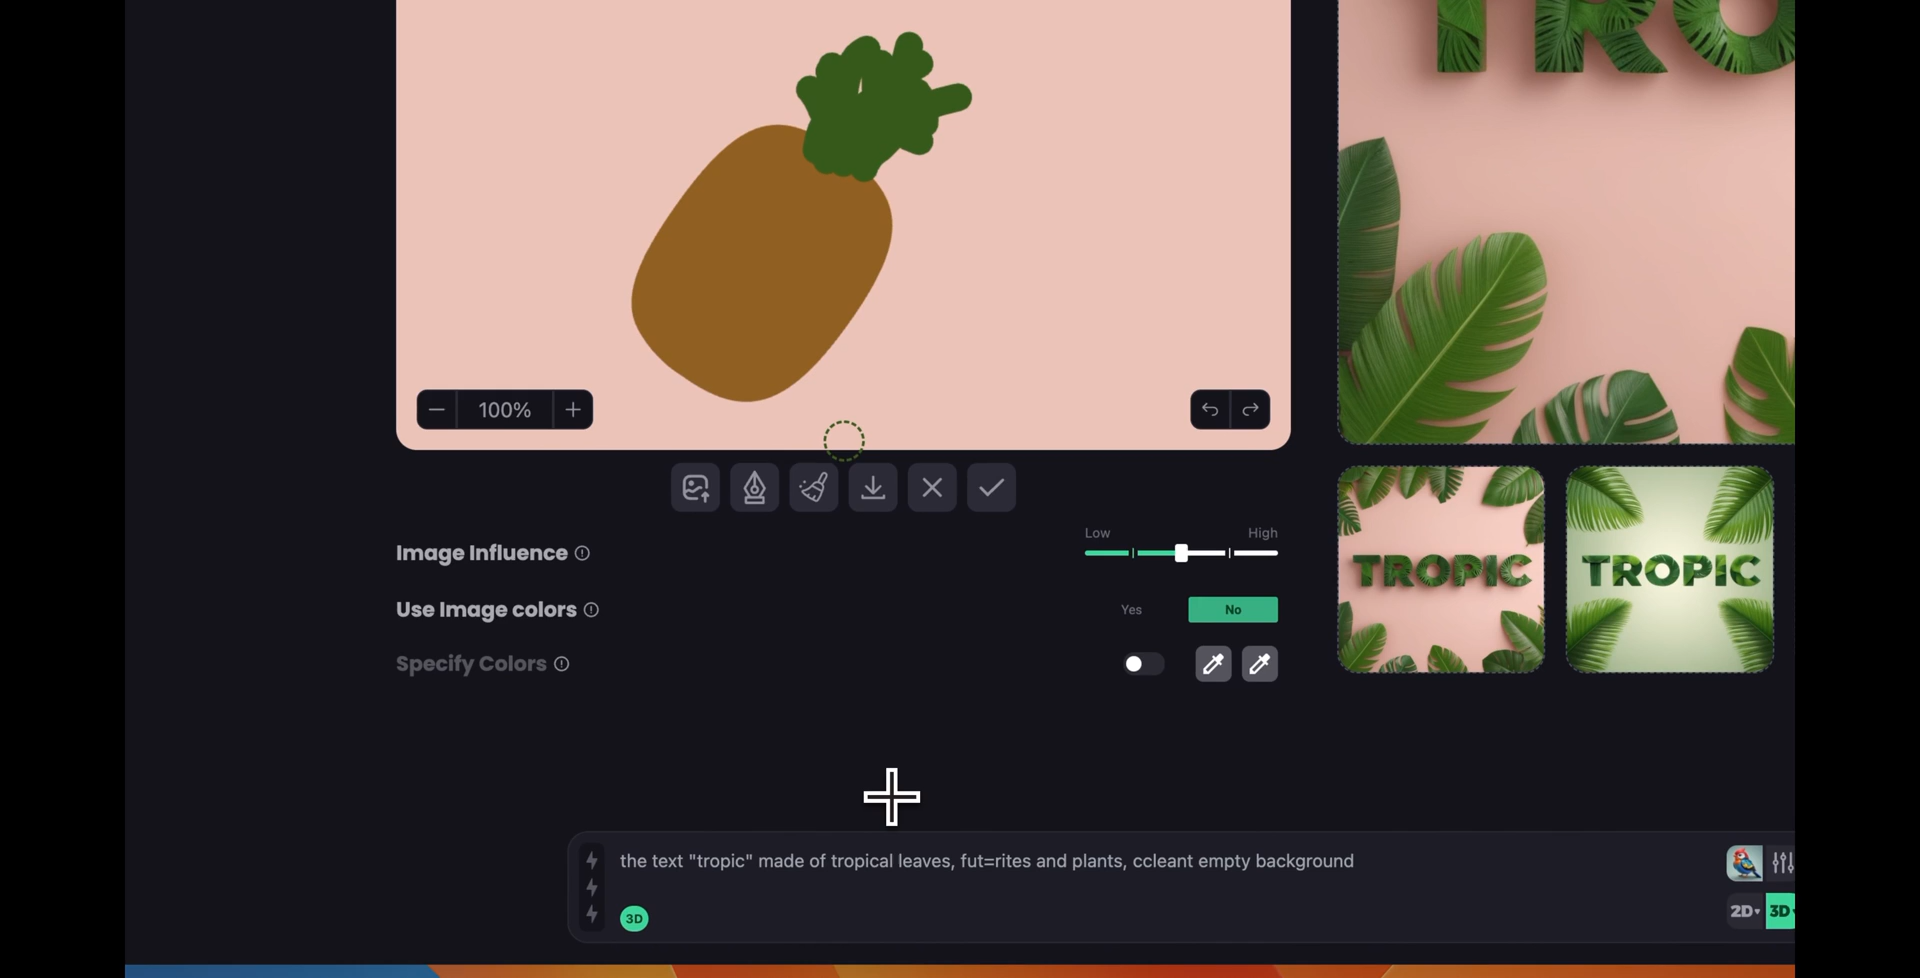 TRO
100%
Low High
Image Influence
Use Image colors Yes No
Specify Colors
TROPIC
TROPIC
the text "tropic" made of tropical leaves, fut=rites and plants, ccleant empty background
3D
2D
3D